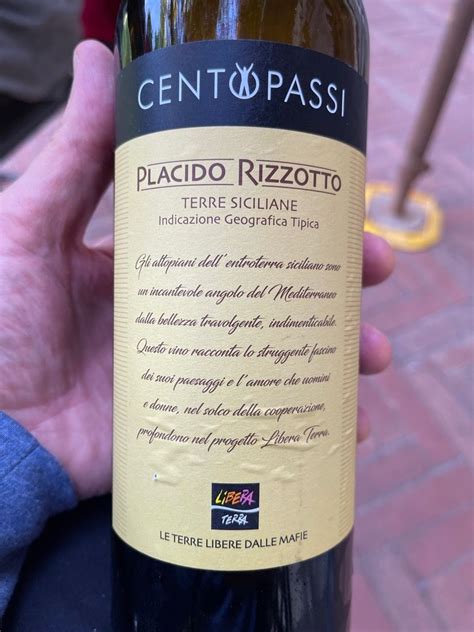 CENTOPASSI
PLACIDO RIZZOTTO
TERRE SICILIANE
Indicazione Geografica Tipica
Gli altopiani dell'entroterra siciliano sono
un incantevole angolo del Mediterraneo
dalla bellezza travolgente, indimenticabile.
Questo vino racconta lo struggente fascino
dei suoi paesaggi e l'amore che uomini
e donne, nel solco della cooperazione,
profondono nel progetto Libera Terra.
LIBERA
TERRA
LE TERRE LIBERE DALLE MAFIE